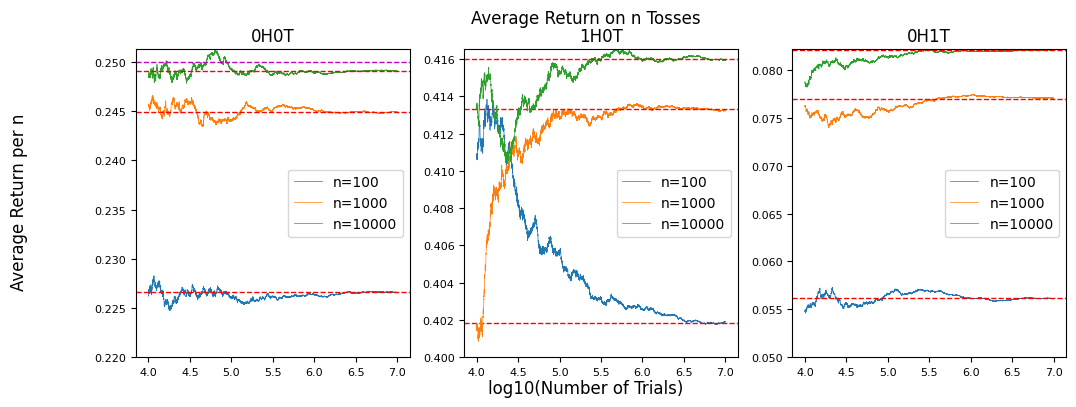 Average Return on n Tosses
0H0T
1H0T
0H1T
Average Return per n
0.250
0.245
0.240
0.235
0.230
0.225
0.220
n=100
n=1000
n=10000
4.0 4.5 5.0 5.5 6.0 6.5 7.0
0.416
0.414
0.412
0.410
0.408
0.406
0.404
0.402
0.400
n=100
n=1000
n=10000
4.0 4.5 5.0 5.5 6.0 6.5 7.0
0.080
0.075
0.070
0.065
0.060
0.055
0.050
n=100
n=1000
n=10000
4.0 4.5 5.0 5.5 6.0 6.5 7.0
log10(Number of Trials)